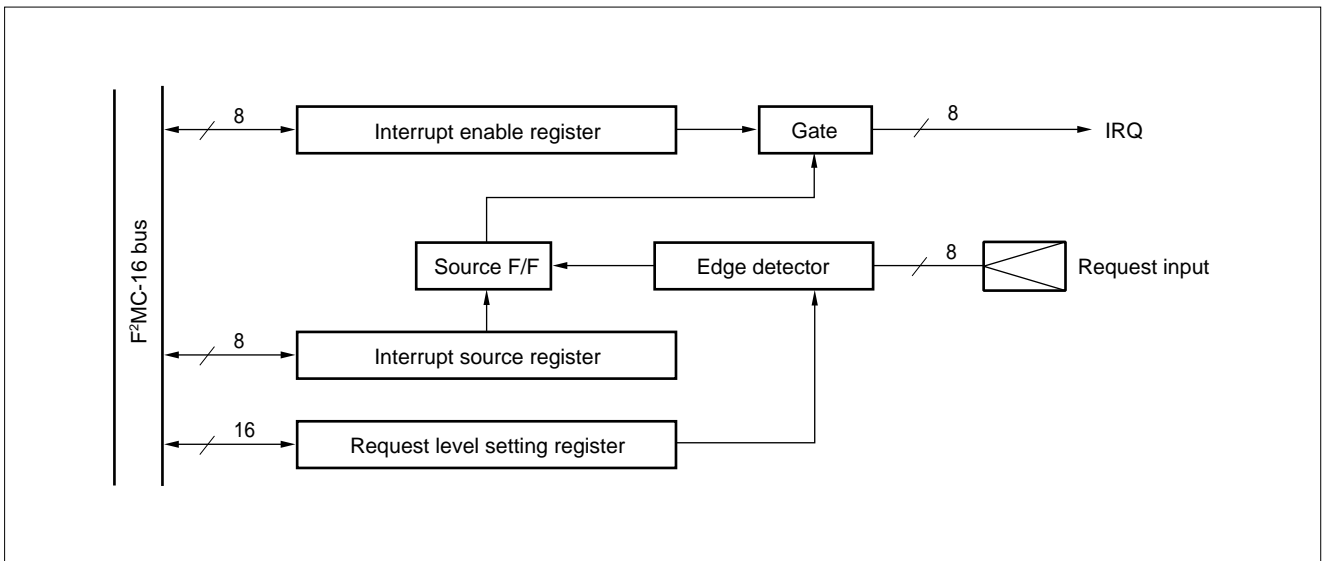 F²MC-16 bus
8
Interrupt enable register
Gate
8
IRQ
Source F/F
Edge detector
8
Request input
8
Interrupt source register
16
Request level setting register